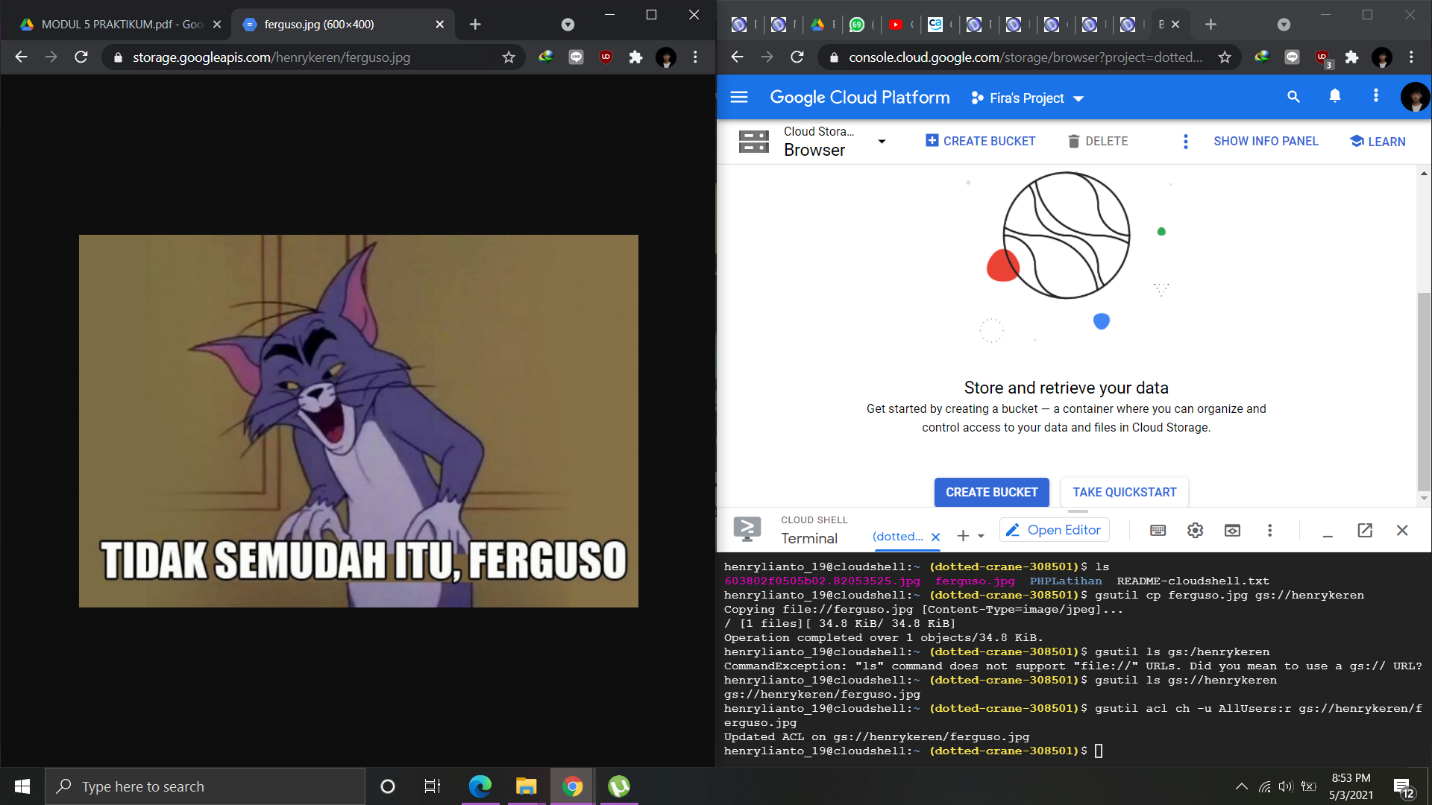 MODUL 5 PRAKTIKUM.pdf - Goo
ferguso.jpg (600×400)
storage.googleapis.com/henrykeren/ferguso.jpg
TIDAK SEMUDAH ITU, FERGUSO
console.cloud.google.com/storage/browser?project=dotted...
3
Google Cloud Platform
Fira's Project
Cloud Stora...
Browser
CREATE BUCKET
DELETE
SHOW INFO PANEL
LEARN
Store and retrieve your data
Get started by creating a bucket — a container where you can organize and
control access to your data and files in Cloud Storage.
CREATE BUCKET
TAKE QUICKSTART
CLOUD SHELL
Terminal
(dotted...
Open Editor
henrylianto_19@cloudshell:~ (dotted-crane-308501)$ ls
603802f0505b02.82053525.jpg ferguso.jpg PHPLatihan README-cloudshell.txt
henrylianto_19@cloudshell:~ (dotted-crane-308501)$ gsutil cp ferguso.jpg gs://henrykeren
Copying file://ferguso.jpg [Content-Type=image/jpeg]...
/ [1 files][ 34.8 KiB/ 34.8 KiB]
Operation completed over 1 objects/34.8 KiB.
henrylianto_19@cloudshell:~ (dotted-crane-308501)$ gsutil ls gs:/henrykeren
CommandException: "ls" command does not support "file://" URLs. Did you mean to use a gs:// URL?
henrylianto_19@cloudshell:~ (dotted-crane-308501)$ gsutil ls gs://henrykeren
gs://henrykeren/ferguso.jpg
henrylianto_19@cloudshell:~ (dotted-crane-308501)$ gsutil acl ch -u AllUsers:r gs://henrykeren/f
erguso.jpg
Updated ACL on gs://henrykeren/ferguso.jpg
henrylianto_19@cloudshell:~ (dotted-crane-308501)$
Type here to search
8:53 PM
5/3/2021
12